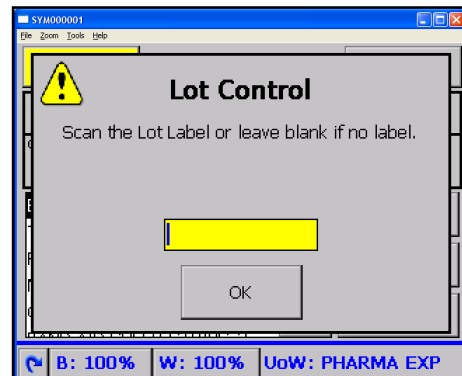 SYM000001
File Zoom Tools Help
Lot Control
Scan the Lot Label or leave blank if no label.
OK
B: 100% W: 100% UoW: PHARMA EXP